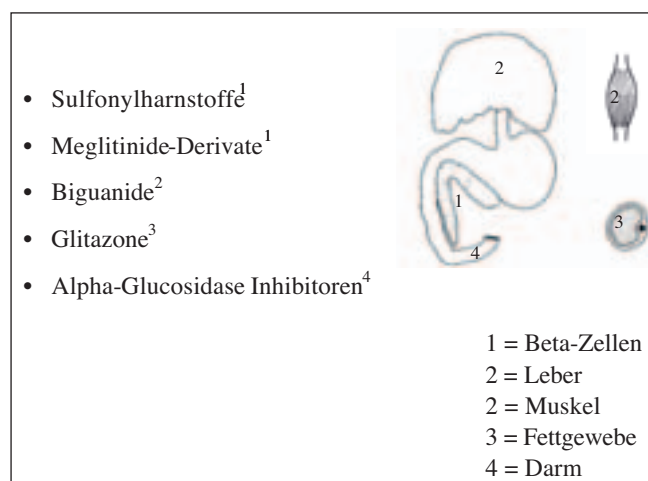 • Sulfonylharnstoffe1
• Meglitinide-Derivate1
• Biguanide2
• Glitazone3
• Alpha-Glucosidase Inhibitoren4
2
2
1
3
4
1 = Beta-Zellen
2 = Leber
2 = Muskel
3 = Fettgewebe
4 = Darm